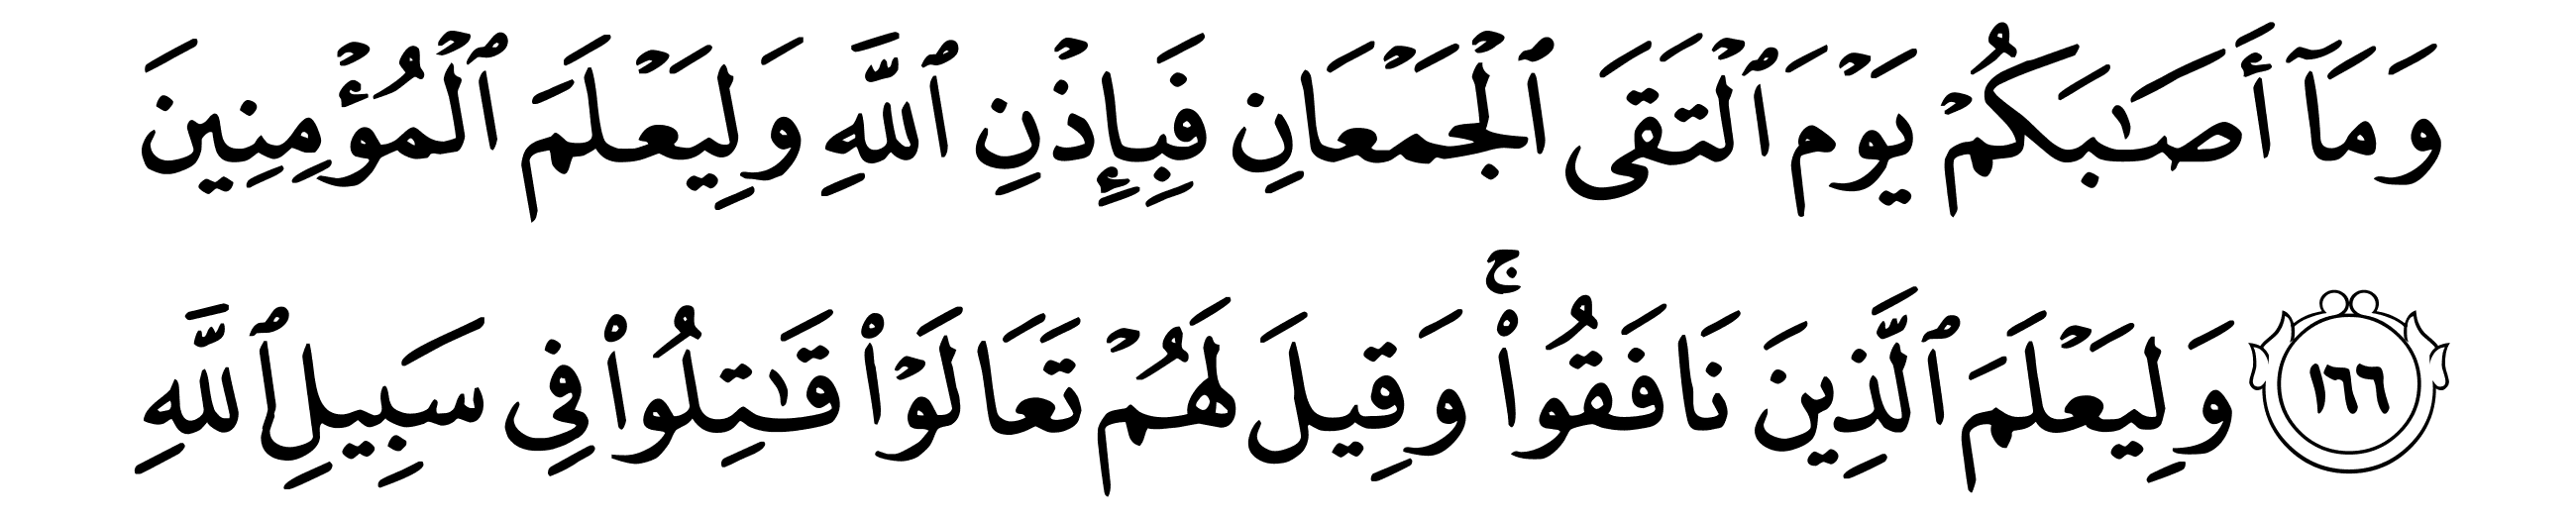 وَمَآ أَصَـٰبَكُمْ يَوْمَ ٱلْتَقَى ٱلْجَمْعَانِ فَبِإِذْنِ ٱللَّهِ وَلِيَعْلَمَ ٱلْمُؤْمِنِينَ
١٦٦ وَلِيَعْلَمَ ٱلَّذِينَ نَافَقُوا۟ ۚ وَقِيلَ لَهُمْ تَعَالَوْا۟ قَـٰتِلُوا۟ فِى سَبِيلِ ٱللَّهِ